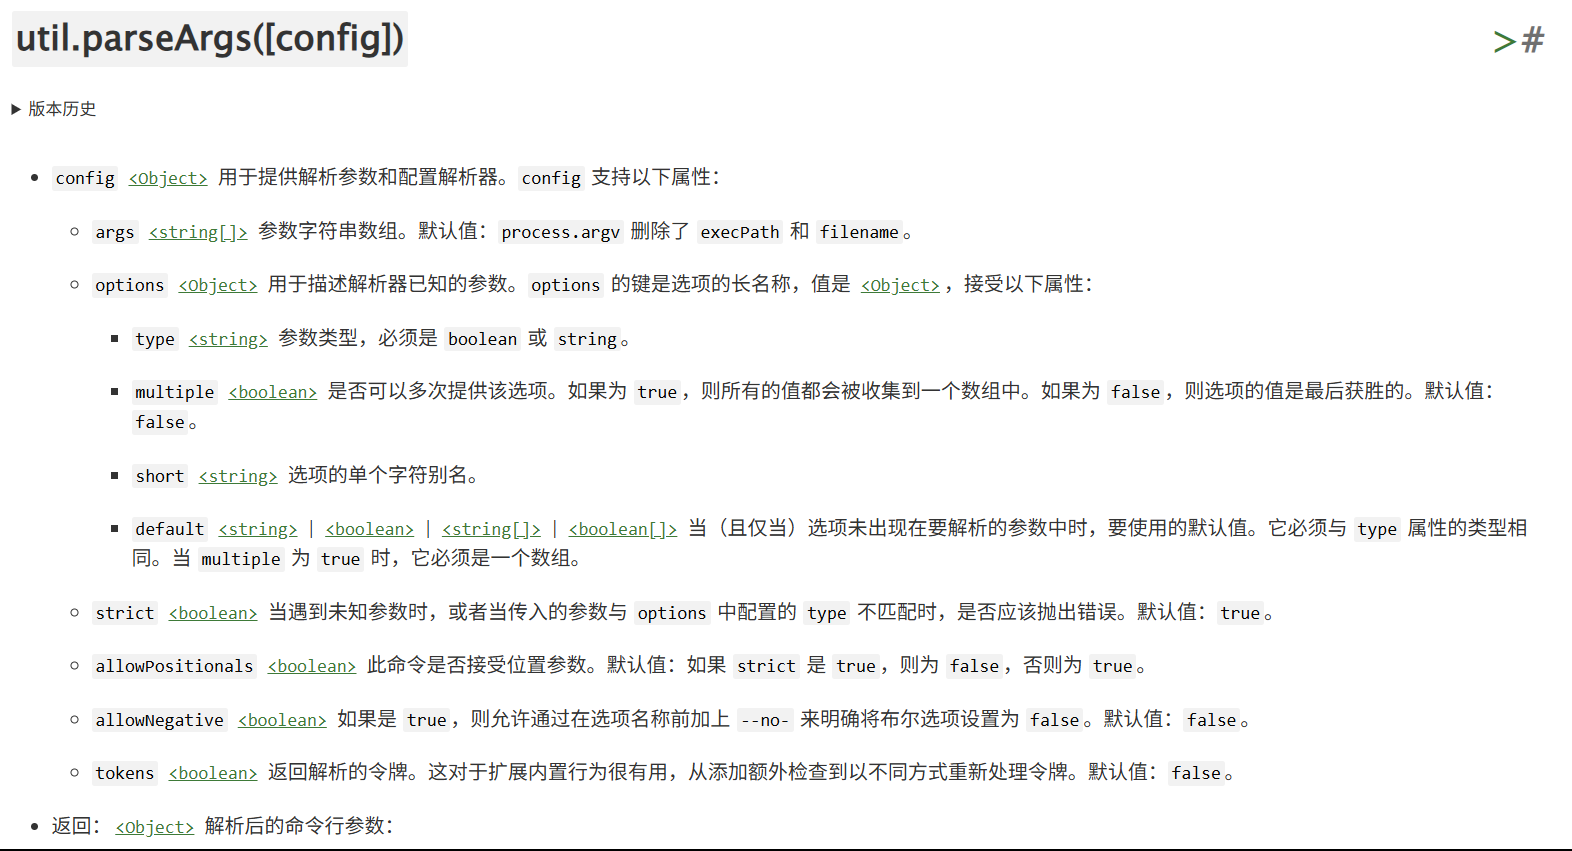 util.parseArgs([config])
>#
版本历史
config <Object> 用于提供解析参数和配置解析器。config 支持以下属性：
args <string[]> 参数字符串数组。默认值：process.argv 删除了 execPath 和 filename。
options <Object> 用于描述解析器已知的参数。options 的键是选项的长名称，值是 <Object>，接受以下属性：
type <string> 参数类型，必须是 boolean 或 string。
multiple <boolean> 是否可以多次提供该选项。如果为 true，则所有的值都会被收集到一个数组中。如果为 false，则选项的值是最后获胜的。默认值：
false。
short <string> 选项的单个字符别名。
default <string> | <boolean> | <string[]> | <boolean[]> 当（且仅当）选项未出现在要解析的参数中时，要使用的默认值。它必须与 type 属性的类型相
同。当 multiple 为 true 时，它必须是一个数组。
strict <boolean> 当遇到未知参数时，或者当传入的参数与 options 中配置的 type 不匹配时，是否应该抛出错误。默认值：true。
allowPositionals <boolean> 此命令是否接受位置参数。默认值：如果 strict 是 true，则为 false，否则为 true。
allowNegative <boolean> 如果是 true，则允许通过在选项名称前加上 --no- 来明确将布尔选项设置为 false。默认值：false。
tokens <boolean> 返回解析的令牌。这对于扩展内置行为很有用，从添加额外检查到以不同方式重新处理令牌。默认值：false。
返回：<Object> 解析后的命令行参数：